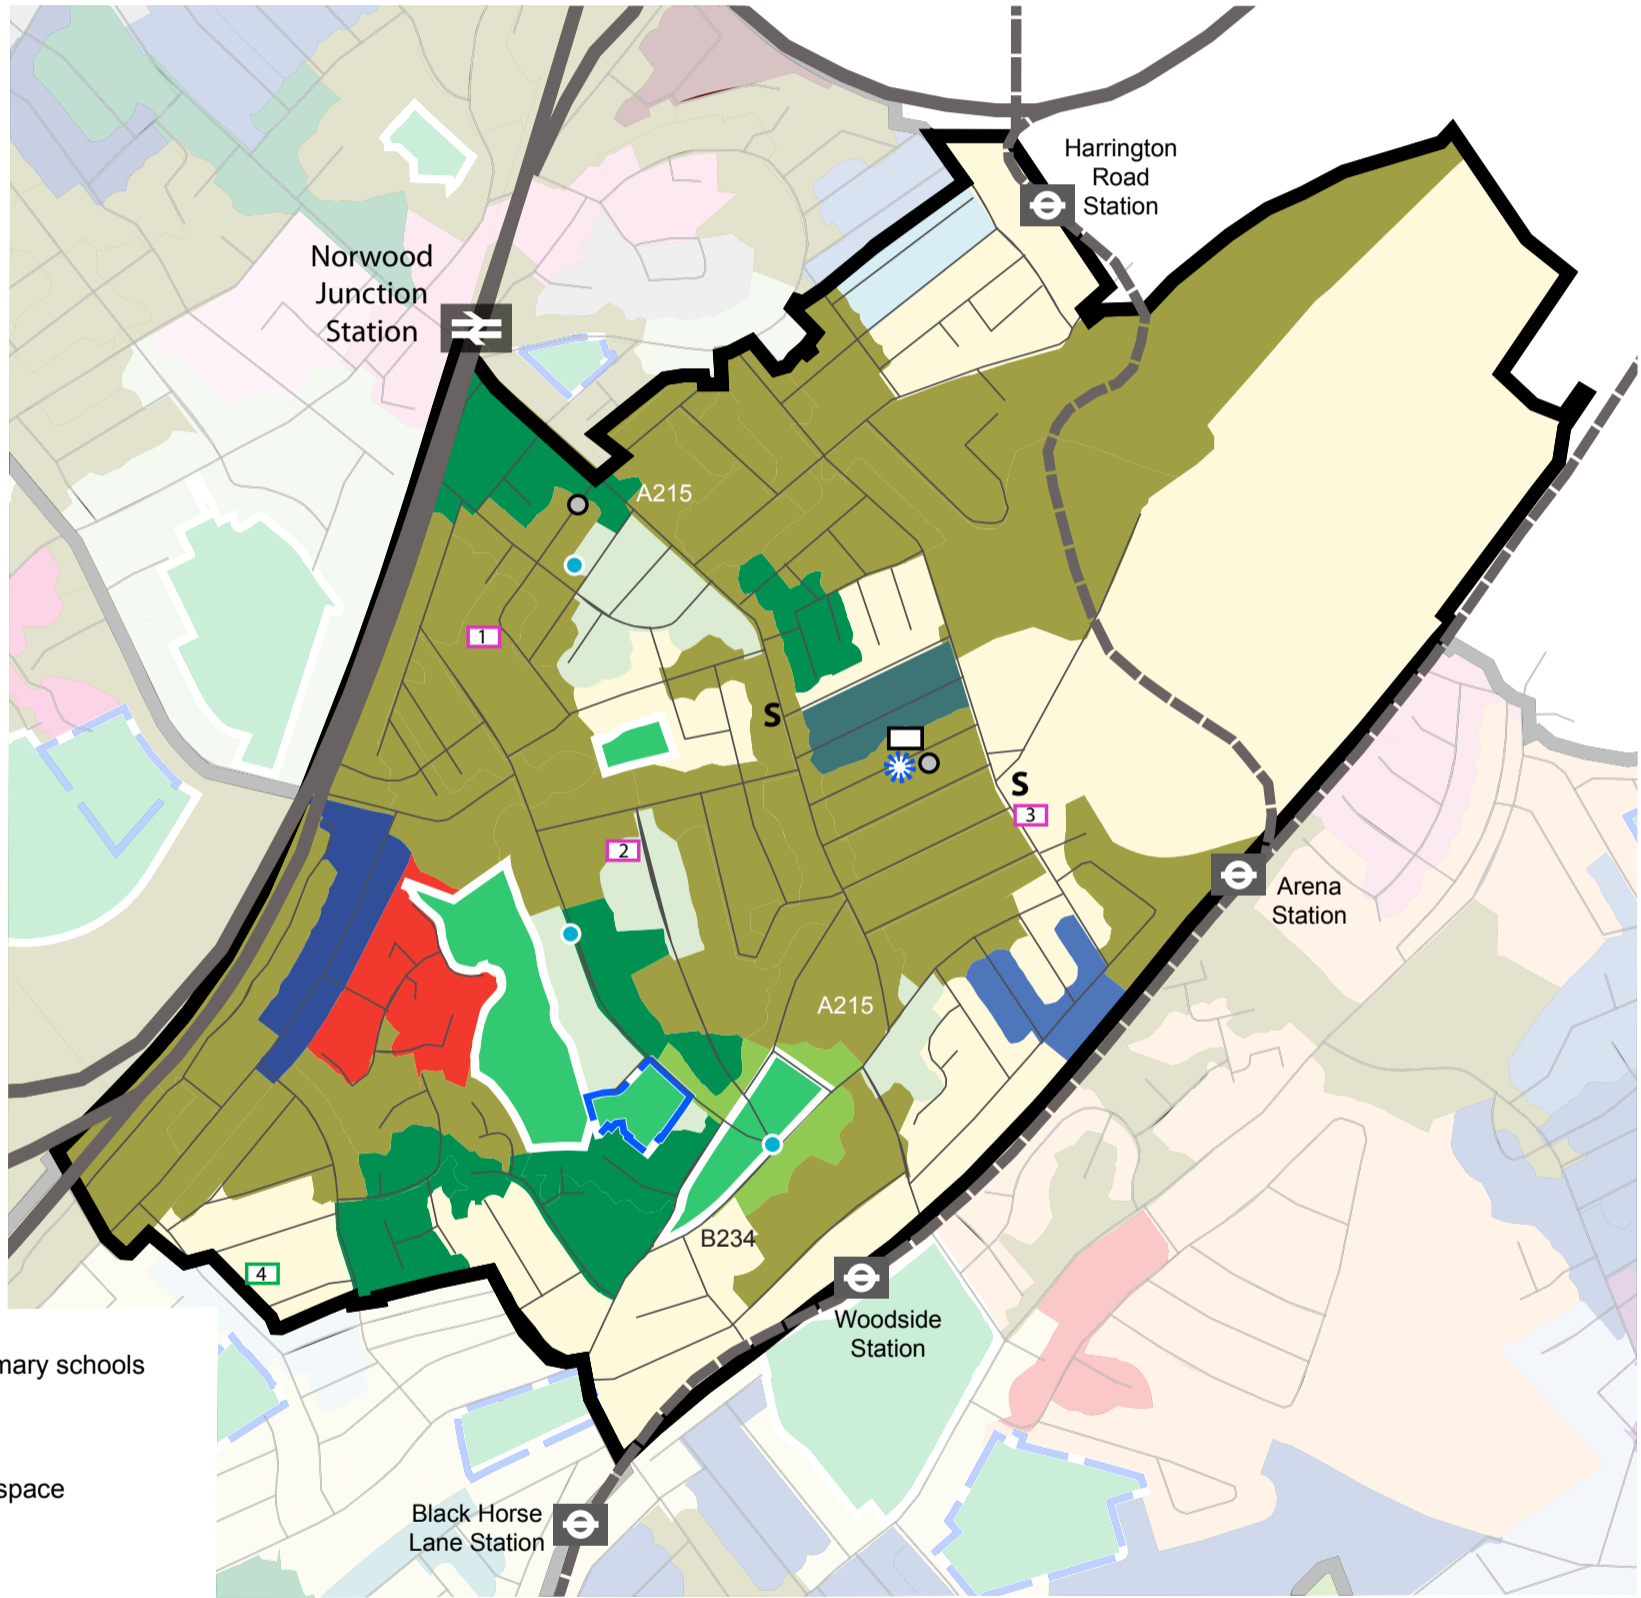 Harrington
Road
Station
Norwood
Junction
Station
A215
1
S
S
3
2
Arena
Station
A215
B234
4
Woodside
Station
mary schools
space
Black Horse
Lane Station